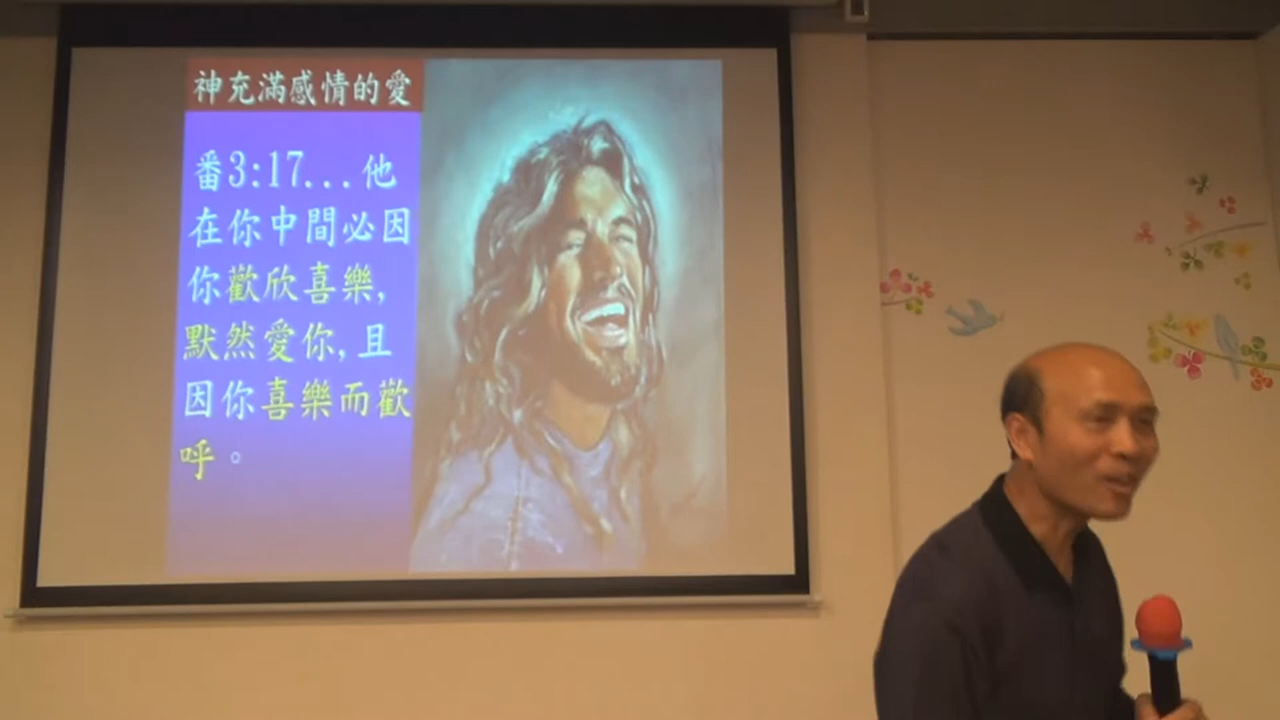 神充滿感情的愛
番3:17...他
在你中間必因
你歡欣喜樂,
默然愛你,且
因你喜樂而歡
呼。